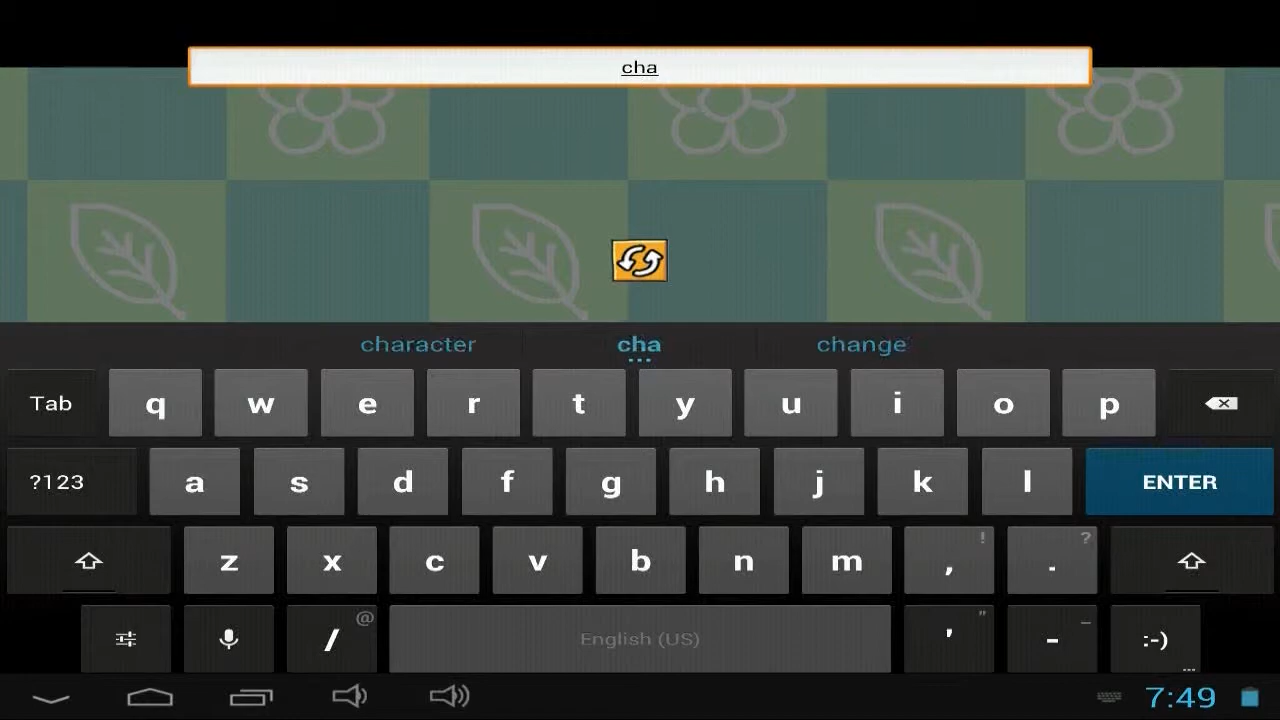 cha
character cha change
Tab q w e r t y u i o p
?123 a s d f g h j k l ENTER
z x c v b n m , ! . ?
/ @ English (US) ' " - _ :-) ...
7:49